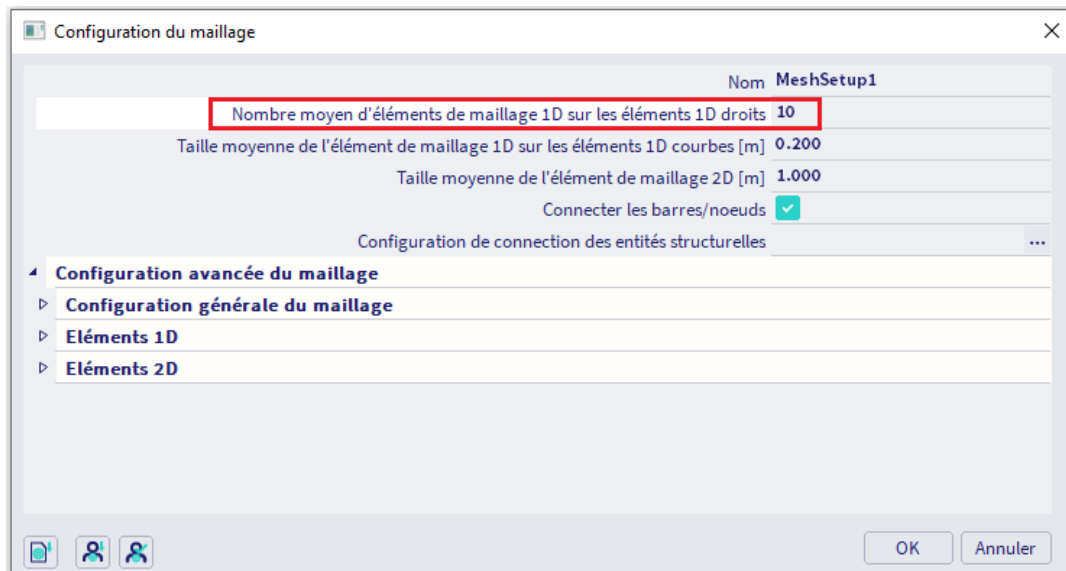 Configuration du maillage
Nom MeshSetup1
Nombre moyen d'éléments de maillage 1D sur les éléments 1D droits 10
Taille moyenne de l'élément de maillage 1D sur les éléments 1D courbes [m] 0.200
Taille moyenne de l'élément de maillage 2D [m] 1.000
Connecter les barres/noeuds
Configuration de connection des entités structurelles ...
Configuration avancée du maillage
Configuration générale du maillage
Eléments 1D
Eléments 2D
OK Annuler